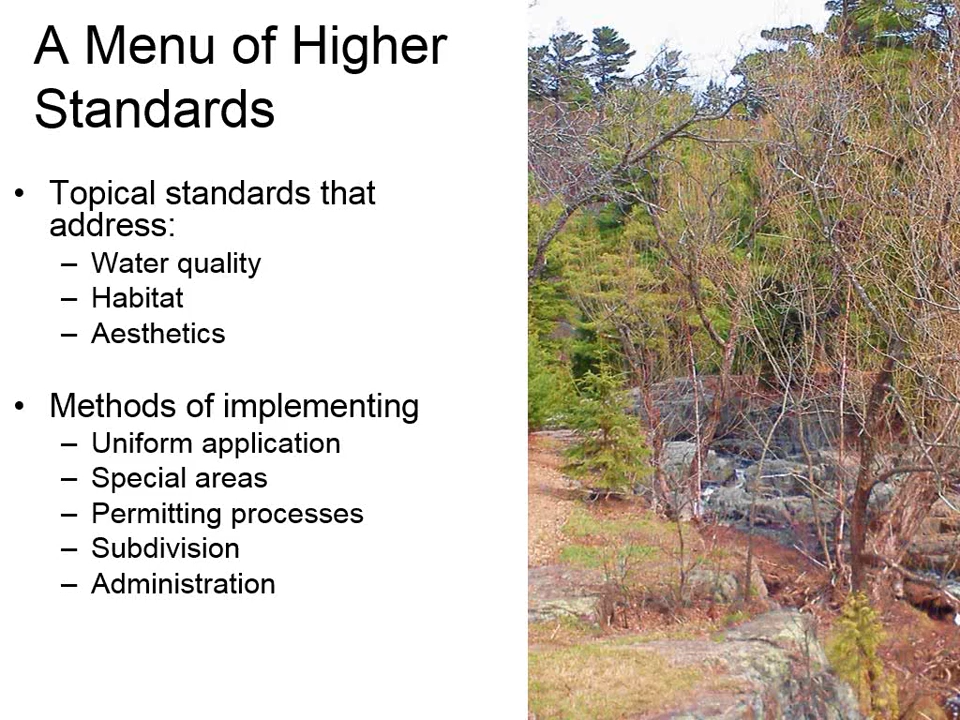 A Menu of Higher
Standards
• Topical standards that
address:
– Water quality
– Habitat
– Aesthetics
• Methods of implementing
– Uniform application
– Special areas
– Permitting processes
– Subdivision
– Administration